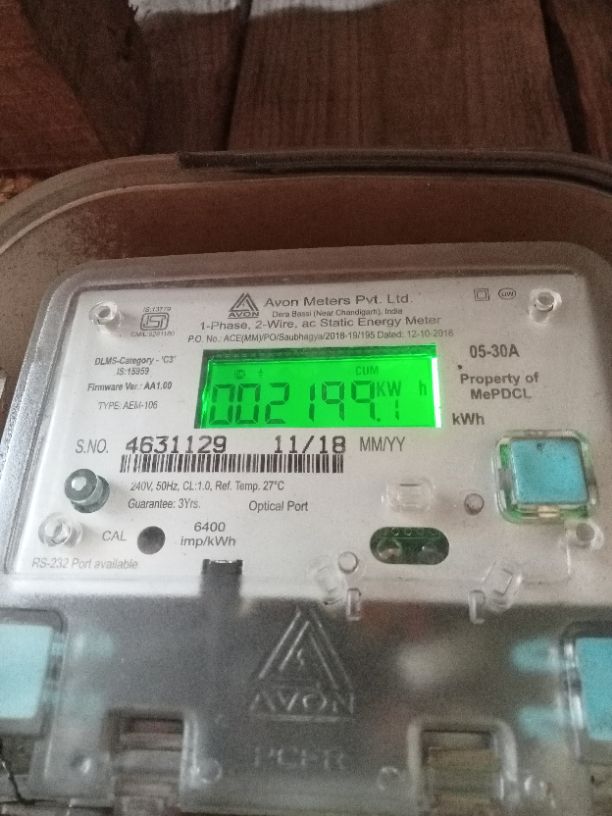 IS:13779
AVON
Avon Meters Pvt. Ltd.
Dera Bassi (Near Chandigarh), India
1-Phase, 2-Wire, ac Static Energy Meter
P.O. No.: ACE(MM)/PO/Saubhagya/2018-19/195 Dated: 12-10-2018
DLMS-Category - 'C3'
IS:15959
Firmware Ver.: AA1.00
TYPE: AEM-106
CUM
002199.1 KW h
kWh
05-30A
Property of
MePDCL
S.NO. 4631129 11/18 MM/YY
240V, 50Hz, CL:1.0, Ref. Temp. 27°C
Guarantee: 3Yrs. Optical Port
CAL
6400
imp/kWh
RS-232 Port available
AVON